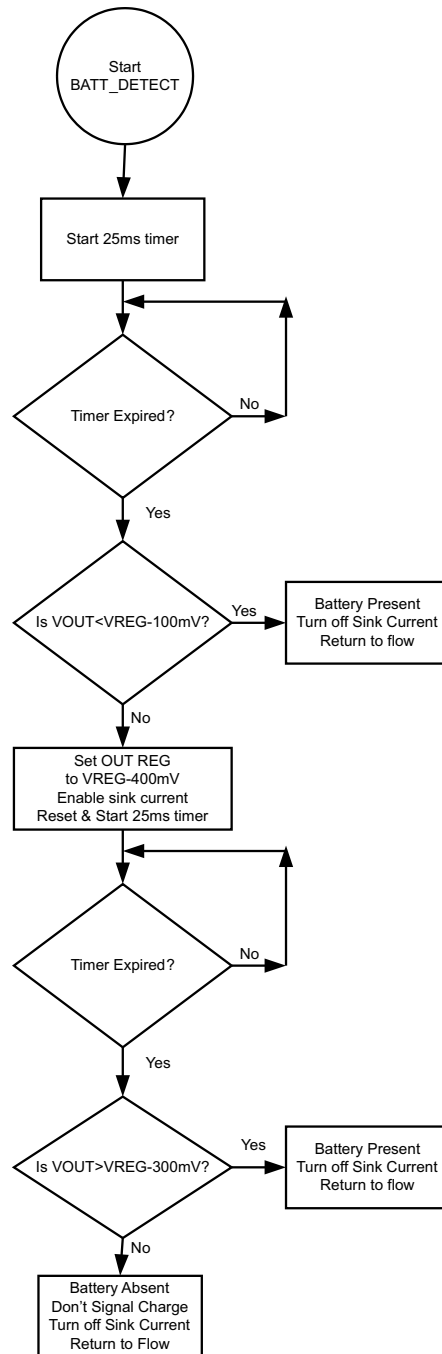 Start
BATT_DETECT
Start 25ms timer
Timer Expired?
No
Yes
Is VOUT<VREG-100mV?
Yes
Battery Present
Turn off Sink Current
Return to flow
No
Set OUT REG
to VREG-400mV
Enable sink current
Reset & Start 25ms timer
Timer Expired?
No
Yes
Is VOUT>VREG-300mV?
Yes
Battery Present
Turn off Sink Current
Return to flow
No
Battery Absent
Don't Signal Charge
Turn off Sink Current
Return to Flow